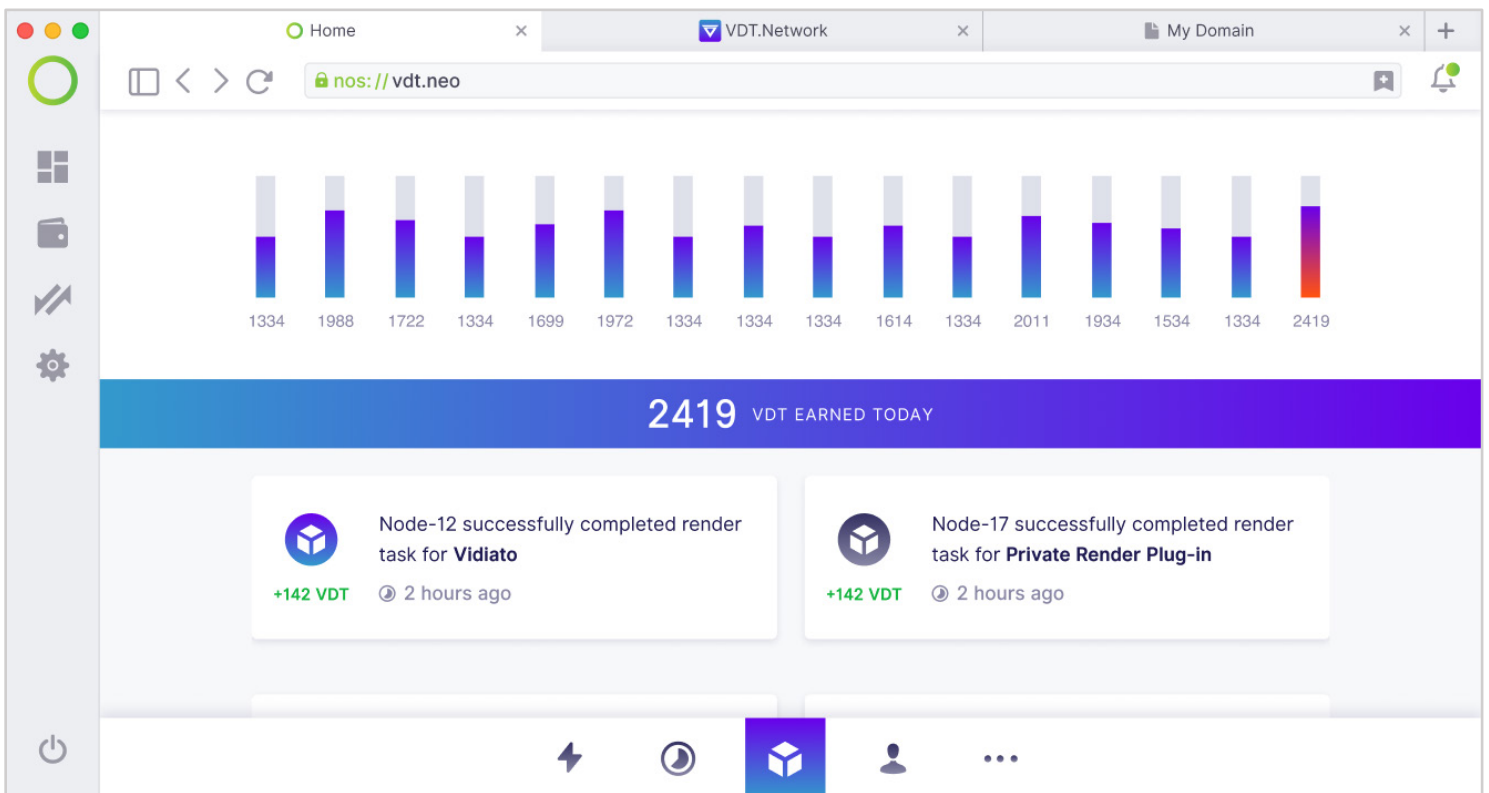 Home
VDT.Network
My Domain
nos://vdt.neo
1334 1988 1722 1334 1699 1972 1334 1334 1334 1614 1334 2011 1934 1534 1334 2419
2419 VDT EARNED TODAY
Node-12 successfully completed render
task for Vidiato
+142 VDT 2 hours ago
Node-17 successfully completed render
task for Private Render Plug-in
+142 VDT 2 hours ago